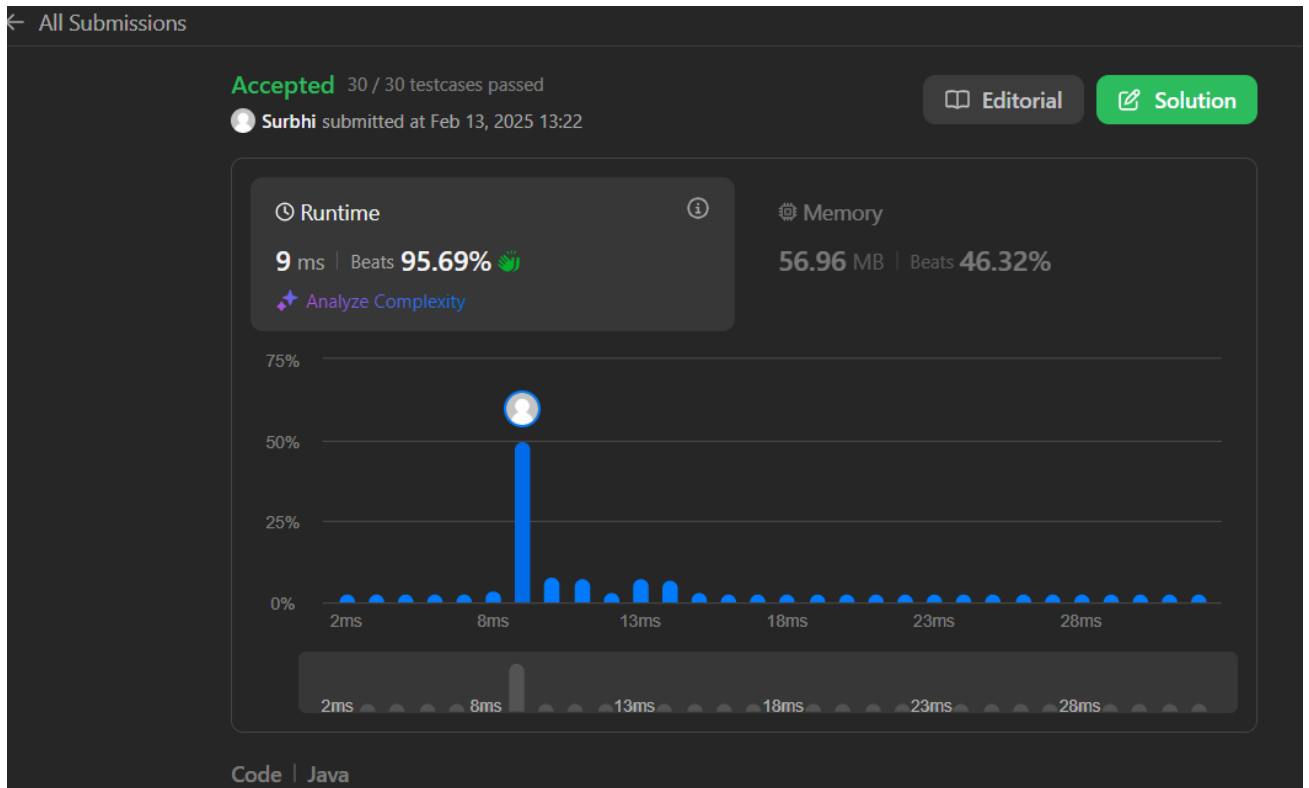 ← All Submissions
Accepted 30 / 30 testcases passed
Editorial
Solution
Surbhi submitted at Feb 13, 2025 13:22
Runtime
9 ms | Beats 95.69%
Analyze Complexity
Memory
56.96 MB | Beats 46.32%
75%
50%
25%
0%
2ms 8ms 13ms 18ms 23ms 28ms
2ms 8ms 13ms 18ms 23ms 28ms
Code | Java